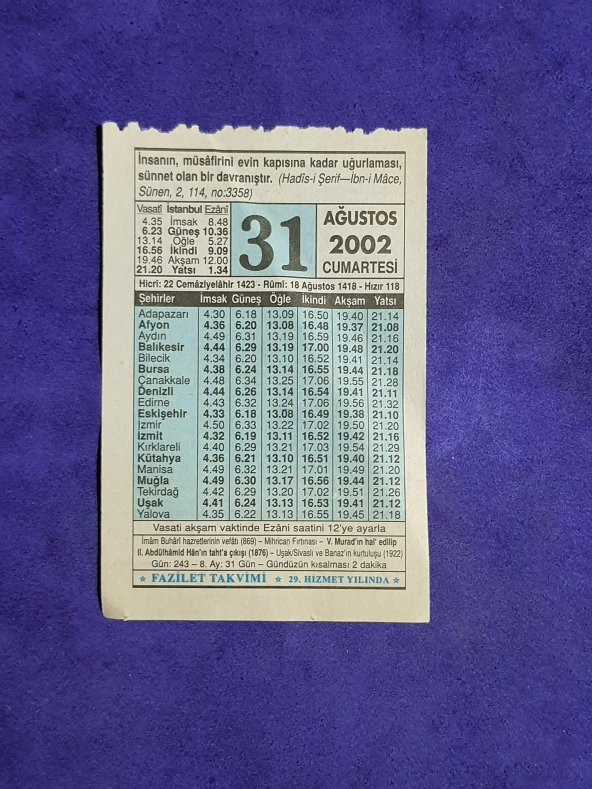 İnsanın, müsâfirini evin kapısına kadar uğurlaması,
sünnet olan bir davranıştır. (Hadîs-i Şerif—İbn-i Mâce,
Sünen, 2, 114, no:3358)
Vasatî İstanbul Ezânî
4.35 İmsak 8.48
6.23 Güneş 10.36
13.14 Öğle 5.27
16.56 İkindi 9.09
19.46 Akşam 12.00
21.20 Yatsı 1.34
31
AĞUSTOS
2002
CUMARTESİ
Hicrî: 22 Cemâziyelâhir 1423 - Rûmî: 18 Ağustos 1418 - Hızır 118
Şehirler İmsak Güneş Öğle İkindi Akşam Yatsı
Adapazarı 4.30 6.18 13.09 16.50 19.40 21.14
Afyon 4.36 6.20 13.08 16.48 19.37 21.08
Aydın 4.49 6.31 13.19 16.59 19.46 21.16
Balıkesir 4.44 6.29 13.19 17.00 19.48 21.20
Bilecik 4.34 6.20 13.10 16.52 19.41 21.14
Bursa 4.38 6.24 13.14 16.55 19.44 21.18
Çanakkale 4.48 6.34 13.25 17.06 19.55 21.28
Denizli 4.44 6.26 13.14 16.54 19.41 21.11
Edirne 4.43 6.32 13.24 17.06 19.56 21.32
Eskişehir 4.33 6.18 13.08 16.49 19.38 21.10
İzmir 4.50 6.33 13.22 17.02 19.50 21.20
İzmit 4.32 6.19 13.11 16.52 19.42 21.16
Kırklareli 4.40 6.29 13.21 17.03 19.54 21.29
Kütahya 4.36 6.21 13.10 16.51 19.40 21.12
Manisa 4.49 6.32 13.21 17.01 19.49 21.20
Muğla 4.49 6.30 13.17 16.56 19.44 21.12
Tekirdağ 4.42 6.29 13.20 17.02 19.51 21.26
Uşak 4.41 6.24 13.13 16.53 19.41 21.12
Yalova 4.35 6.22 13.13 16.55 19.45 21.18
Vasati akşam vaktinde Ezâni saatini 12'ye ayarla
İmâm Buhârî hazretlerinin vefâtı (869) – Mihrican Fırtınası – V. Murad'ın hal' edilip
II. Abdülhâmid Hân'ın taht'a çıkışı (1876) – Uşak/Sivaslı ve Banaz'ın kurtuluşu (1922)
Gün: 243 – 8. Ay: 31 Gün – Gündüzün kısalması 2 dakika
★ FAZİLET TAKVİMİ ★ 29. HİZMET YILINDA ★